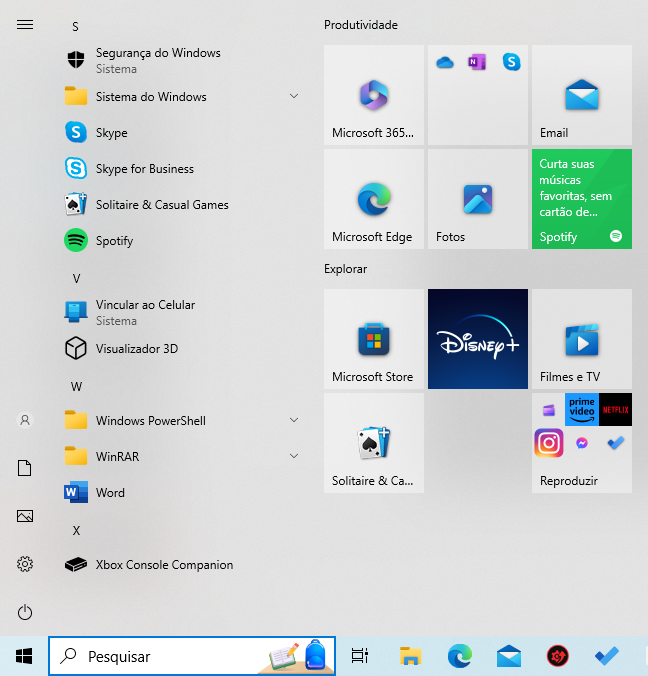 S
Segurança do Windows
Sistema
Sistema do Windows
Skype
Skype for Business
Solitaire & Casual Games
Spotify
V
Vincular ao Celular
Sistema
Visualizador 3D
W
Windows PowerShell
WinRAR
Word
X
Xbox Console Companion
Produtividade
Microsoft 365...
Email
Microsoft Edge
Fotos
Curta suas
músicas
favoritas, sem
cartão de...
Spotify
Explorar
Microsoft Store
Disney+
Filmes e TV
Solitaire & Ca...
prime
video
NETFLIX
Reproduzir
Pesquisar